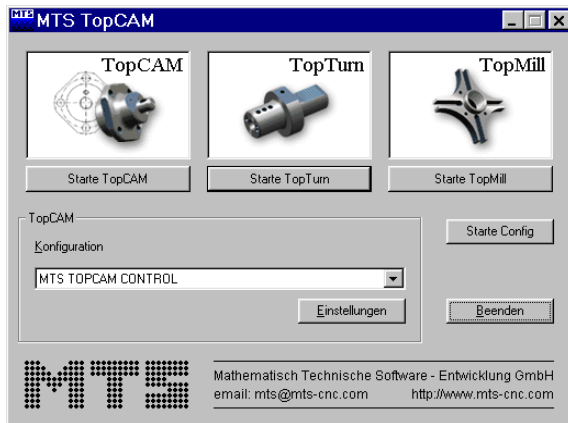 MTS
MTS TopCAM
TopCAM
TopTurn
TopMill
Starte TopCAM
Starte TopTurn
Starte TopMill
TopCAM
Konfiguration
MTS TOPCAM CONTROL
Einstellungen
Starte Config
Beenden
MTS
Mathematisch Technische Software - Entwicklung GmbH
email: mts@mts-cnc.com http://www.mts-cnc.com